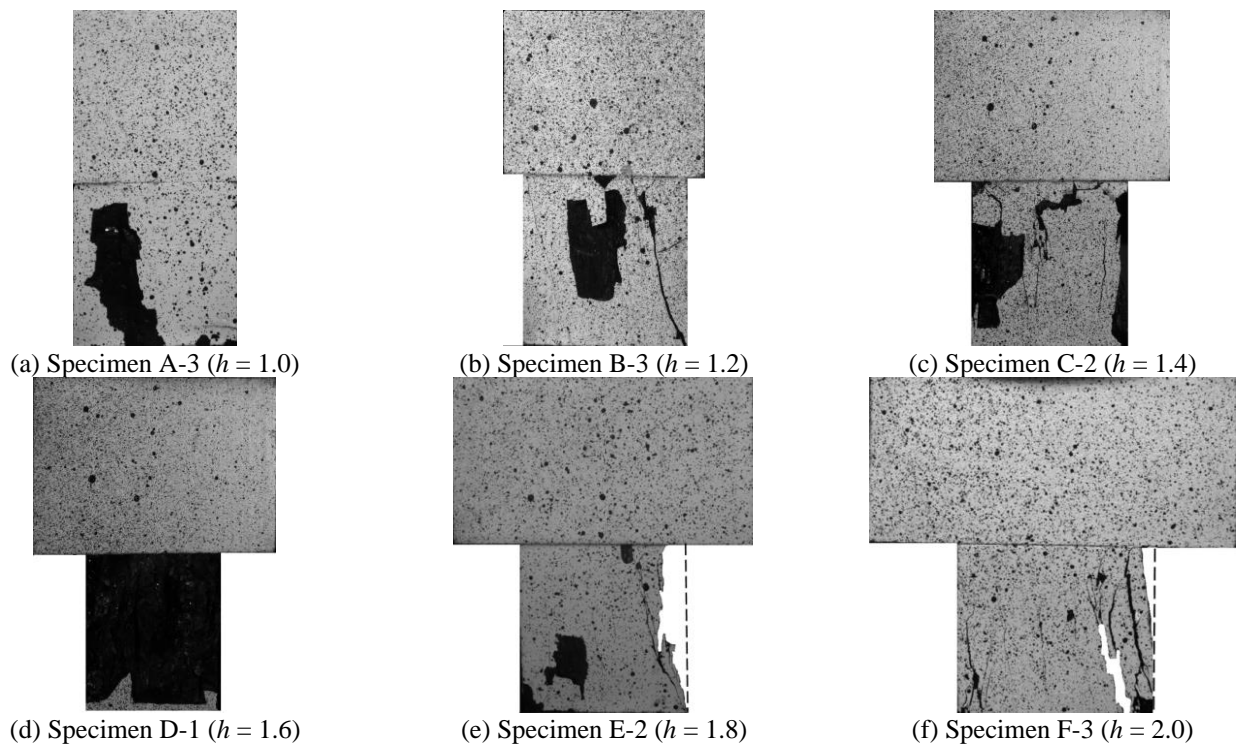 (a) Specimen A-3 (h = 1.0)
(b) Specimen B-3 (h = 1.2)
(c) Specimen C-2 (h = 1.4)
(d) Specimen D-1 (h = 1.6)
(e) Specimen E-2 (h = 1.8)
(f) Specimen F-3 (h = 2.0)